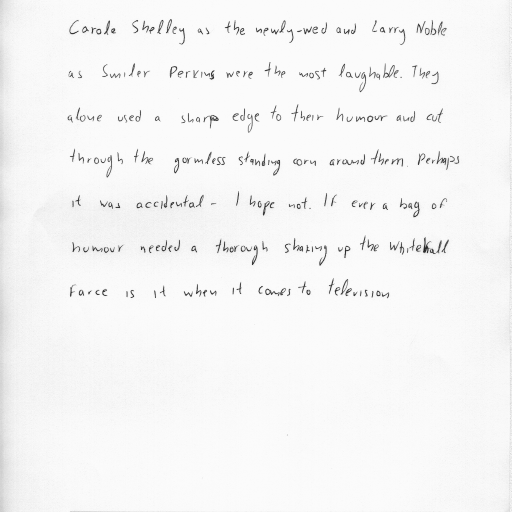 Carole Shelley as the newly-wed and Larry Noble
as Smiler Perkins were the most laughable. They
alone used a sharp edge to their humour and cut
through the gormless standing corn around them. Perhaps
it was accidental - I hope not. If ever a bag of
humour needed a thorough shaking up the Whitehall
Farce is it when it comes to television